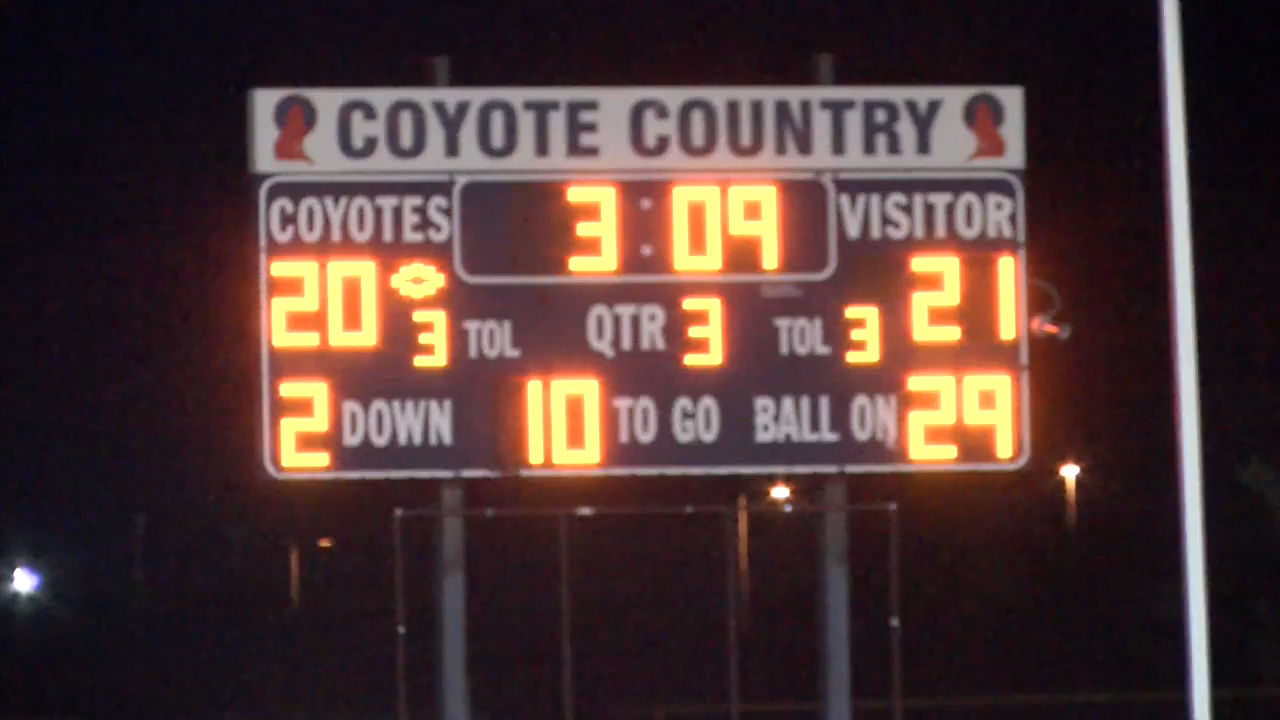 COYOTE COUNTRY
COYOTES 3:09 VISITOR
20 21
3 TOL QTR 3 TOL 3
2 DOWN 10 TO GO BALL ON 29